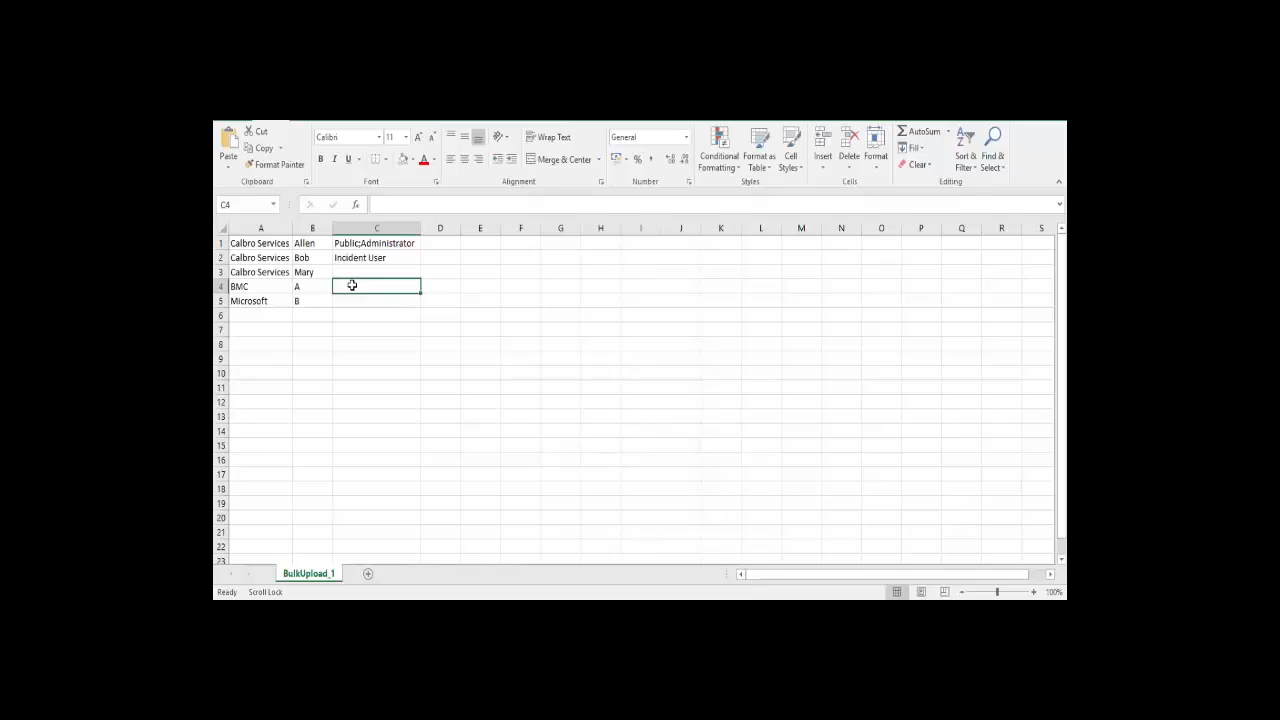 Cut
Copy
Format Painter
Paste
Clipboard
Calibri 11 A A
B I U A
Font
Wrap Text
Merge & Center
Alignment
General
%
Number
Conditional Formatting
Format as Table
Cell Styles
Styles
Insert
Delete
Format
Cells
AutoSum
Fill
Clear
Sort & Filter
Find & Select
Editing
C4 fx
A B C D E F G H I J K L M N O P Q R S
1 Calbro Services Allen Public;Administrator
2 Calbro Services Bob Incident User
3 Calbro Services Mary
4 BMC A
5 Microsoft B
6
7
8
9
10
11
12
13
14
15
16
17
18
19
20
21
22
23
BulkUpload_1
Ready Scroll Lock 100%